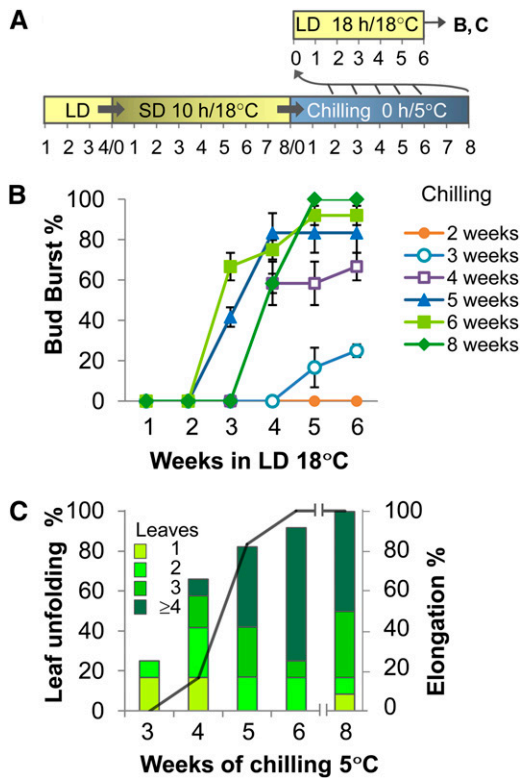 A
LD 18 h/18°C
B, C
0 1 2 3 4 5 6
LD SD 10 h/18°C Chilling 0 h/5°C
1 2 3 4/0 1 2 3 4 5 6 7 8/0 1 2 3 4 5 6 8
B
Bud Burst %
100
80
60
40
20
0
1 2 3 4 5 6
Weeks in LD 18°C
Chilling
2 weeks
3 weeks
4 weeks
5 weeks
6 weeks
8 weeks
C
Leaf unfolding %
100
80
60
40
20
0
Leaves
1
2
3
≥4
100
80
60
40
20
0
Elongation %
3 4 5 6 8
Weeks of chilling 5°C